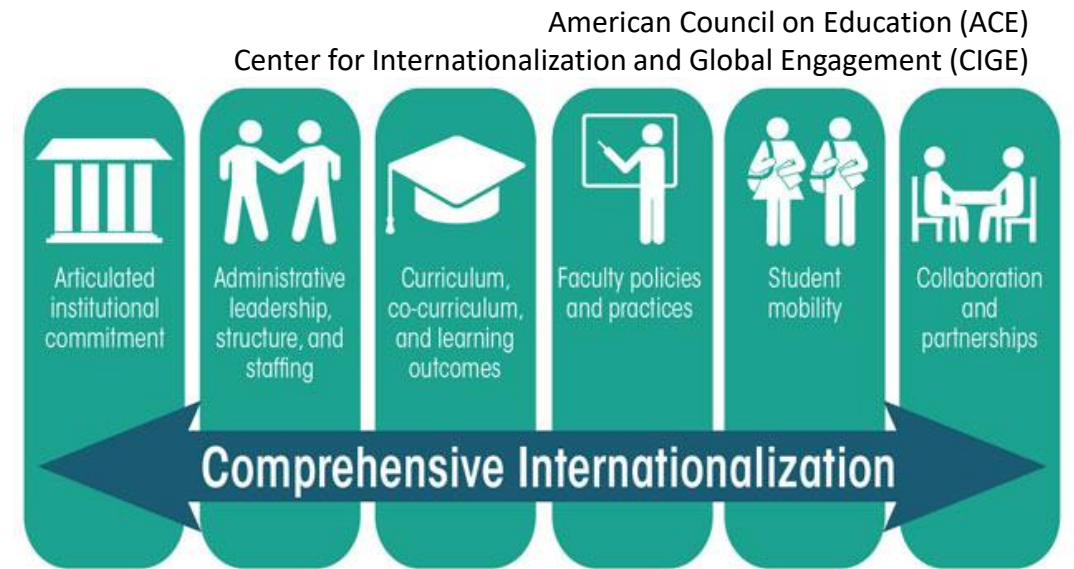 American Council on Education (ACE)
Center for Internationalization and Global Engagement (CIGE)
Articulated
institutional
commitment
Administrative
leadership,
structure, and
staffing
Curriculum,
co-curriculum,
and learning
outcomes
Faculty policies
and practices
Student
mobility
Collaboration
and
partnerships
Comprehensive Internationalization